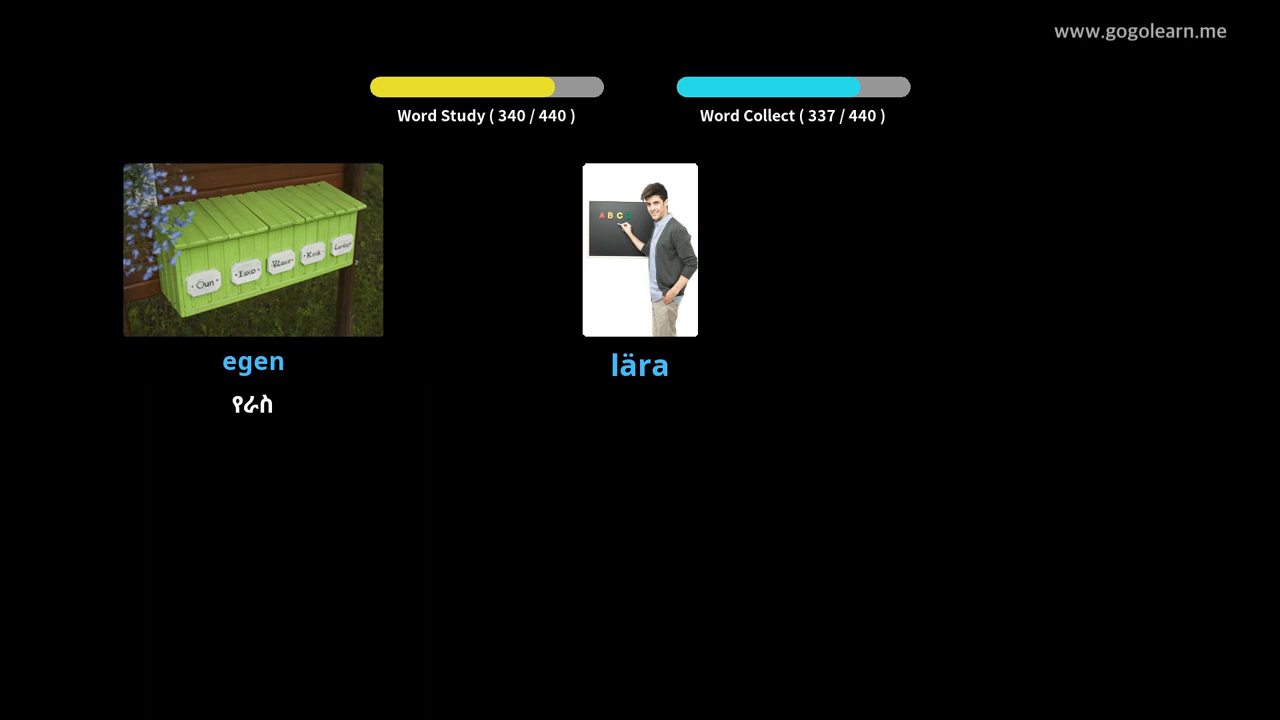 www.gogolearn.me
Word Study ( 340 / 440 )
Word Collect ( 337 / 440 )
A B C D
egen
lära
የራስ